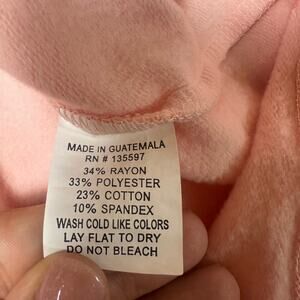 MADE IN GUATEMALA
RN # 135597
34% RAYON
33% POLYESTER
23% COTTON
10% SPANDEX
WASH COLD LIKE COLORS
LAY FLAT TO DRY
DO NOT BLEACH